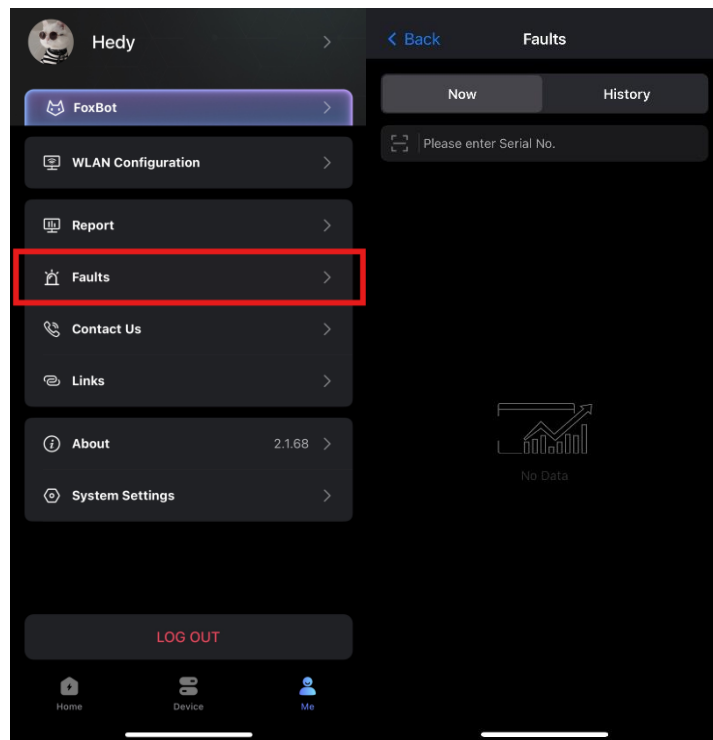 Hedy
FoxBot
WLAN Configuration
Report
Faults
Contact Us
Links
About 2.1.68
System Settings
LOG OUT
Home Device Me
Back Faults
Now History
Please enter Serial No.
No Data